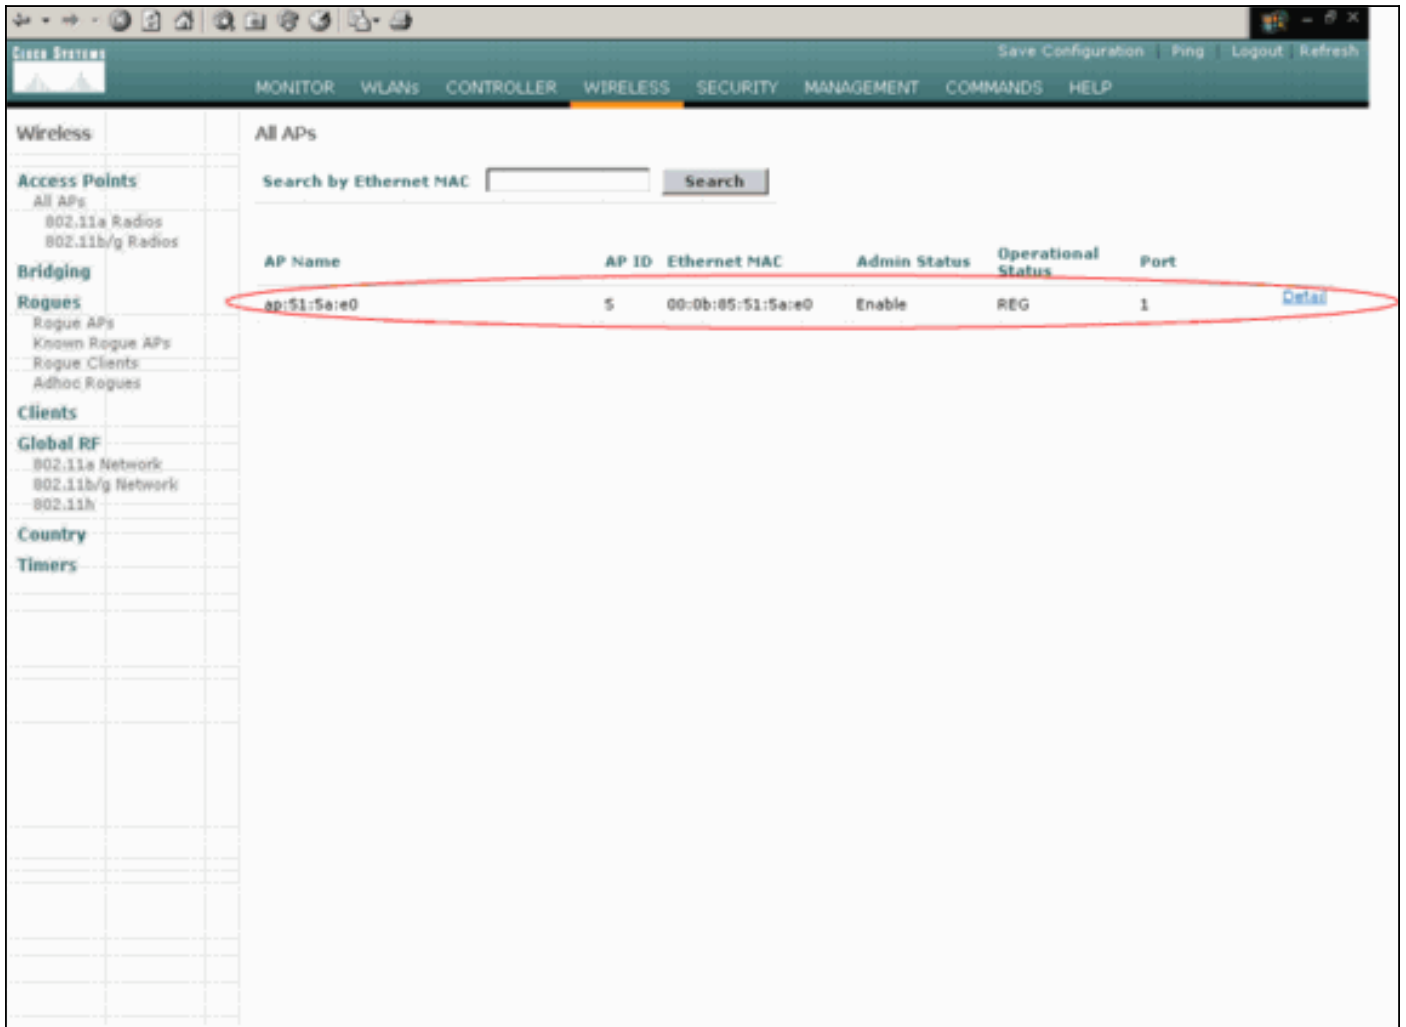 Save Configuration | Ping | Logout | Refresh
CISCO SYSTEMS
MONITOR WLANs CONTROLLER WIRELESS SECURITY MANAGEMENT COMMANDS HELP
Wireless
Access Points
All APs
802.11a Radios
802.11b/g Radios
Bridging
Rogues
Rogue APs
Known Rogue APs
Rogue Clients
Adhoc Rogues
Clients
Global RF
802.11a Network
802.11b/g Network
802.11h
Country
Timers
All APs
Search by Ethernet MAC Search
AP Name AP ID Ethernet MAC Admin Status Operational Status Port
ap:51:5a:e0 5 00:0b:85:51:5a:e0 Enable REG 1 Detail